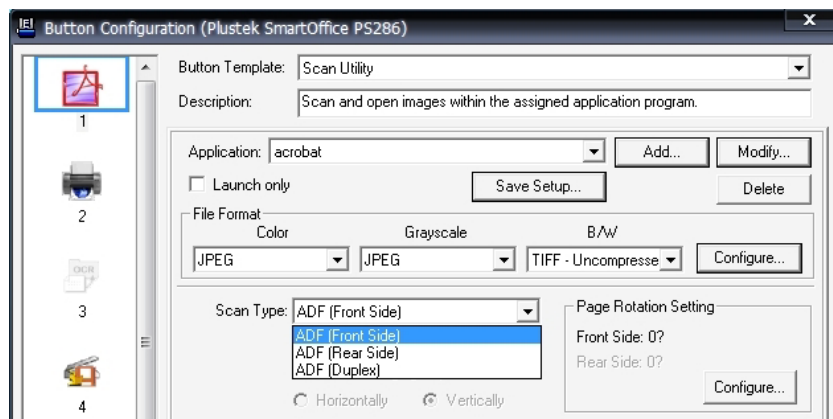 Button Configuration (Plustek SmartOffice PS286)
x
Button Template: Scan Utility
Description: Scan and open images within the assigned application program.
1
Application: acrobat Add... Modify...
Launch only Save Setup... Delete
2
File Format
Color Grayscale B/W
JPEG JPEG TIFF - Uncompresse Configure...
OCR
3
Scan Type: ADF (Front Side)
ADF (Front Side)
ADF (Rear Side)
ADF (Duplex)
Page Rotation Setting
Front Side: 0?
Rear Side: 0?
Configure...
Horizontally Vertically
4